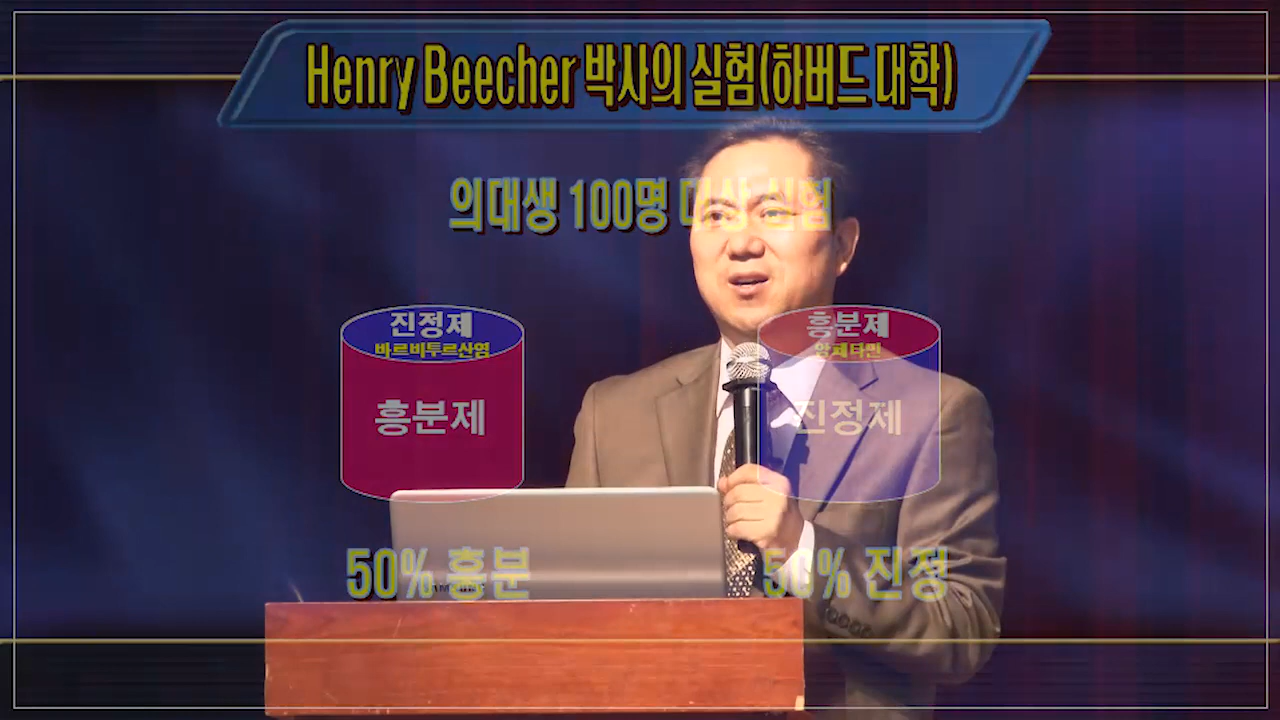 Henry Beecher 박사의 실험(하버드 대학)
의대생 100명 대상 실험
진정제
바르비투르산염
흥분제
흥분제
암페타민
진정제
50% 흥분
50% 진정